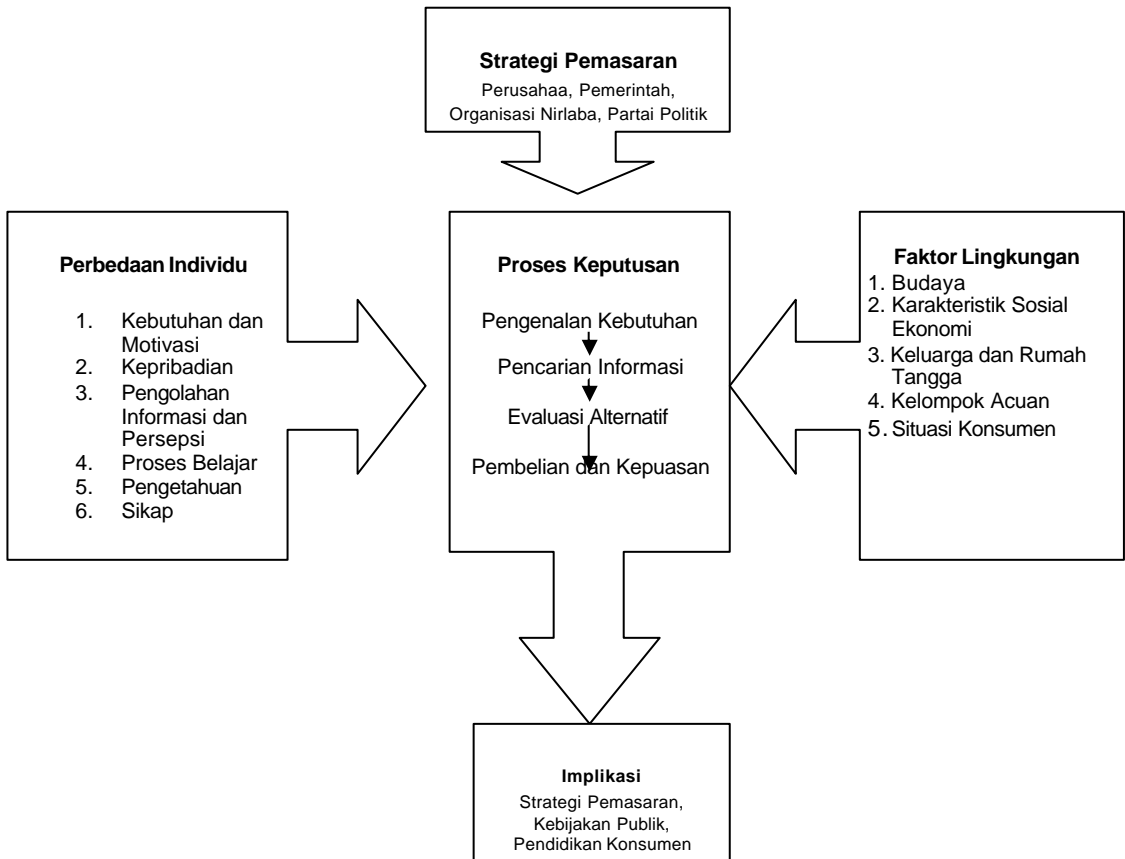 Strategi Pemasaran
Perusahaa, Pemerintah,
Organisasi Nirlaba, Partai Politik
Perbedaan Individu
1. Kebutuhan dan
Motivasi
2. Kepribadian
3. Pengolahan
Informasi dan
Persepsi
4. Proses Belajar
5. Pengetahuan
6. Sikap
Proses Keputusan
Pengenalan Kebutuhan
Pencarian Informasi
Evaluasi Alternatif
Pembelian dan Kepuasan
Faktor Lingkungan
1. Budaya
2. Karakteristik Sosial
Ekonomi
3. Keluarga dan Rumah
Tangga
4. Kelompok Acuan
5. Situasi Konsumen
Implikasi
Strategi Pemasaran,
Kebijakan Publik,
Pendidikan Konsumen